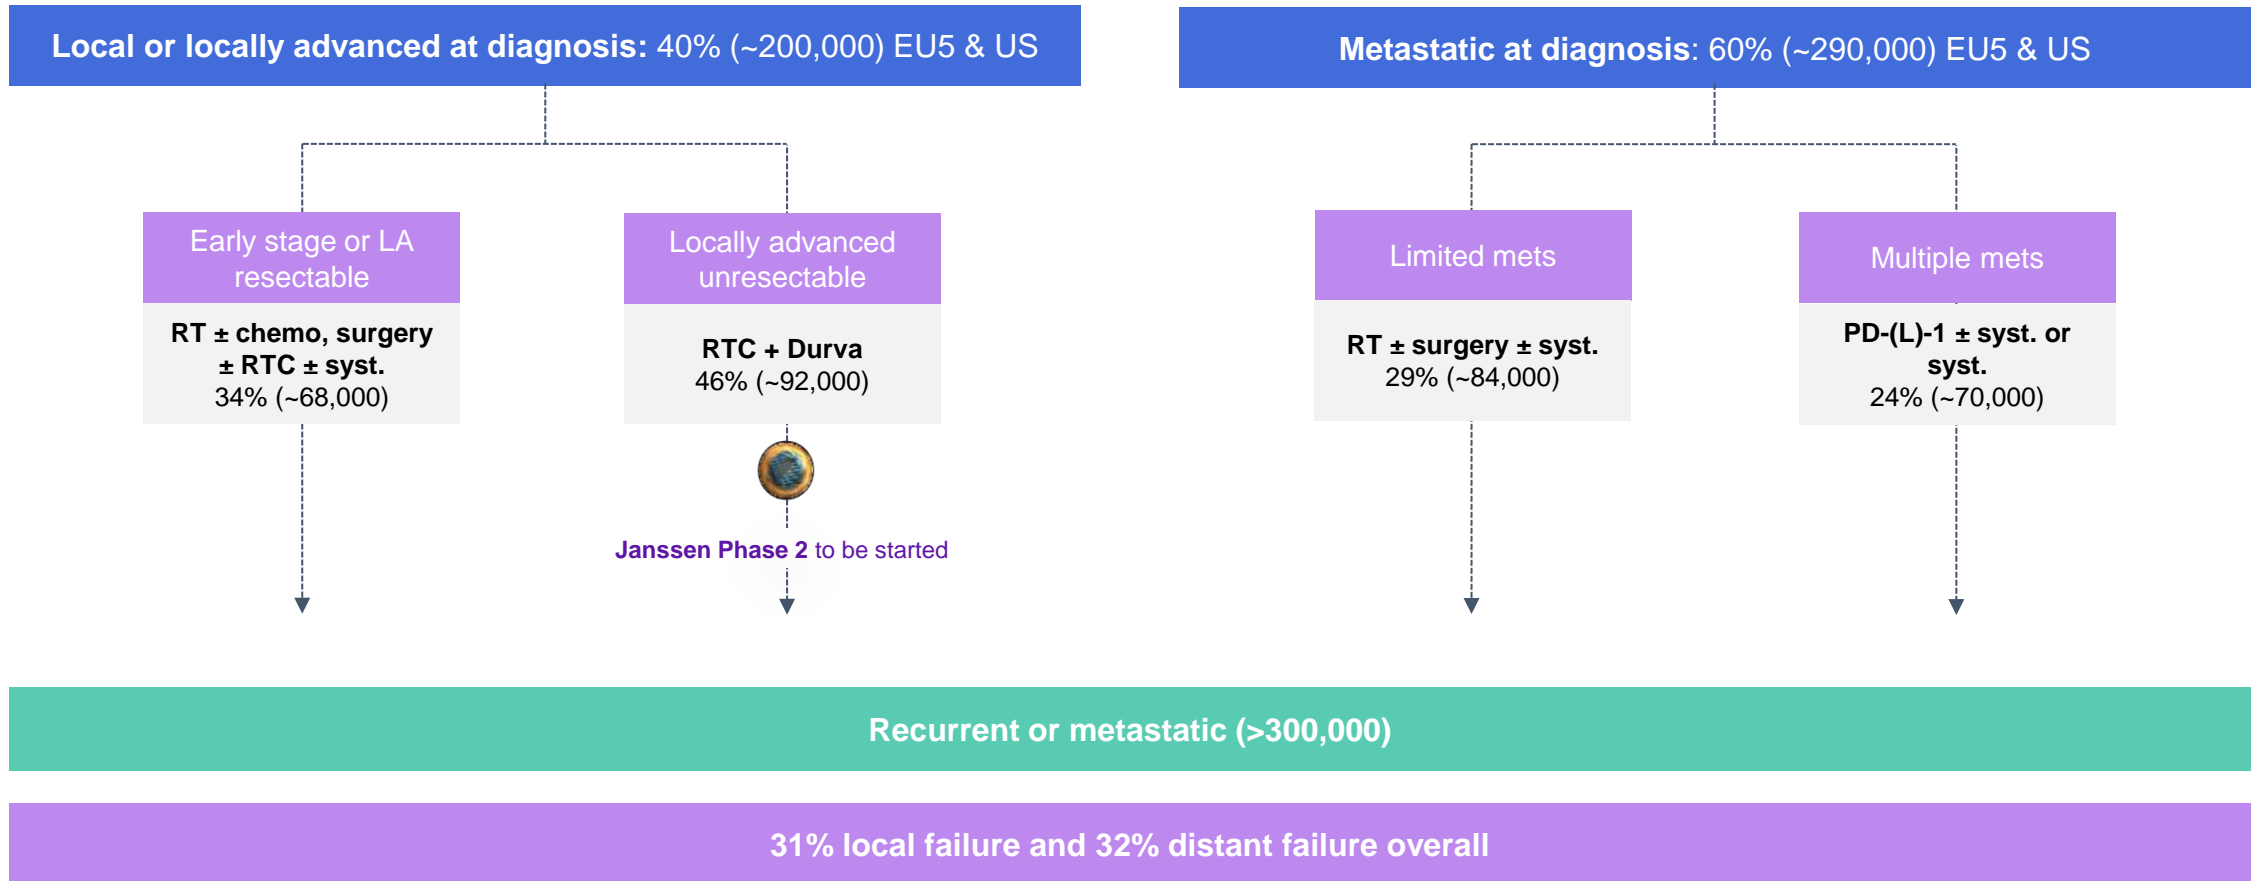 Local or locally advanced at diagnosis: 40% (~200,000) EU5 & US
Metastatic at diagnosis: 60% (~290,000) EU5 & US
Early stage or LA
resectable
RT ± chemo, surgery
± RTC ± syst.
34% (~68,000)
Locally advanced
unresectable
RTC + Durva
46% (~92,000)
Janssen Phase 2 to be started
Limited mets
RT ± surgery ± syst.
29% (~84,000)
Multiple mets
PD-(L)-1 ± syst. or
syst.
24% (~70,000)
Recurrent or metastatic (>300,000)
31% local failure and 32% distant failure overall